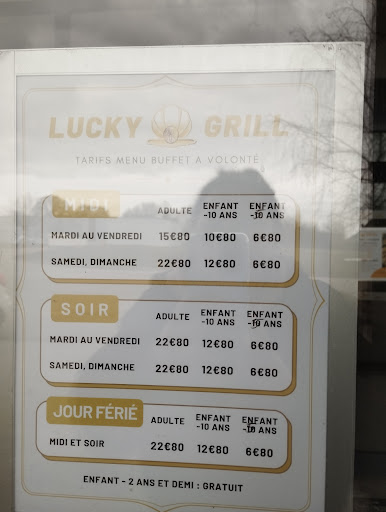 LUCKY GRILL
TARIFS MENU BUFFET A VOLONTÉ
MIDI ADULTE ENFANT -10 ANS ENFANT ANS
MARDI AU VENDREDI 15€80 10€80 6€80
SAMEDI, DIMANCHE 22€80 12€80 6€80
SOIR ADULTE ENFANT -10 ANS ENFANT ANS
MARDI AU VENDREDI 22€80 12€80 6€80
SAMEDI, DIMANCHE 22€80 12€80 6€80
JOUR FÉRIÉ ADULTE ENFANT -10 ANS ENFANT ANS
MIDI ET SOIR 22€80 12€80 6€80
ENFANT - 2 ANS ET DEMI : GRATUIT